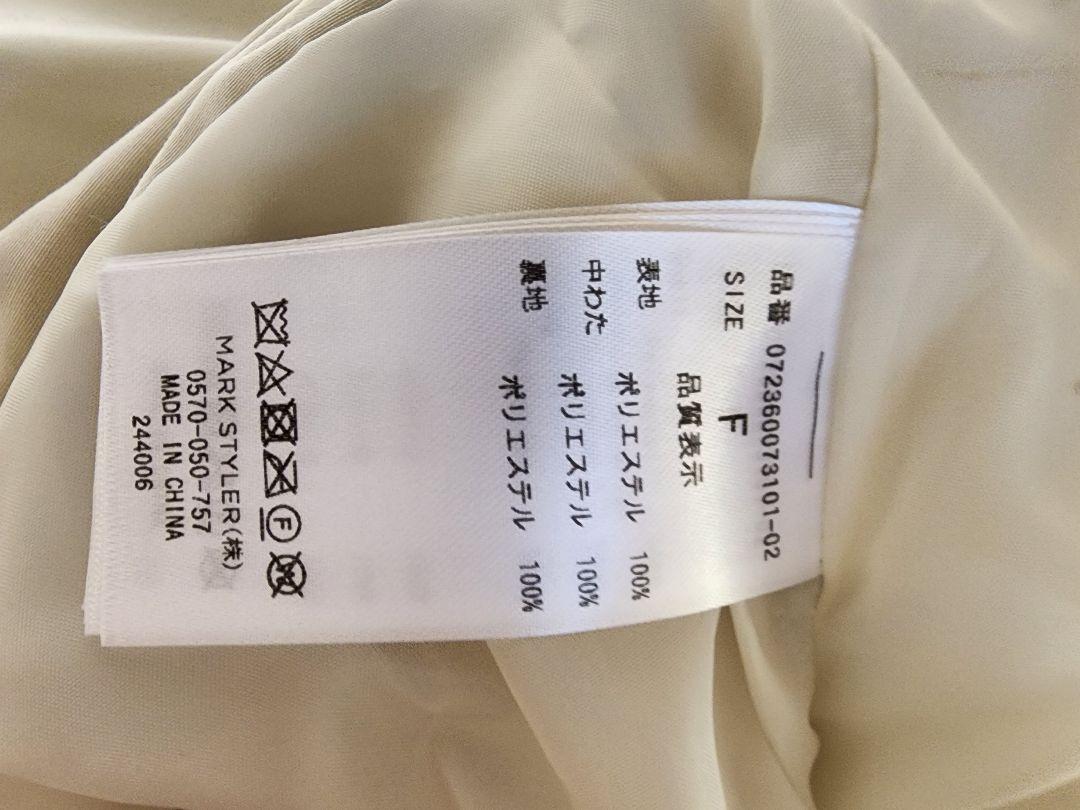 品番 072360073101-02
SIZE F
品質表示
表地 ポリエステル 100%
中わた ポリエステル 100%
裏地 ポリエステル 100%
F
W
MARK STYLER(株)
0570-050-757
MADE IN CHINA
244006